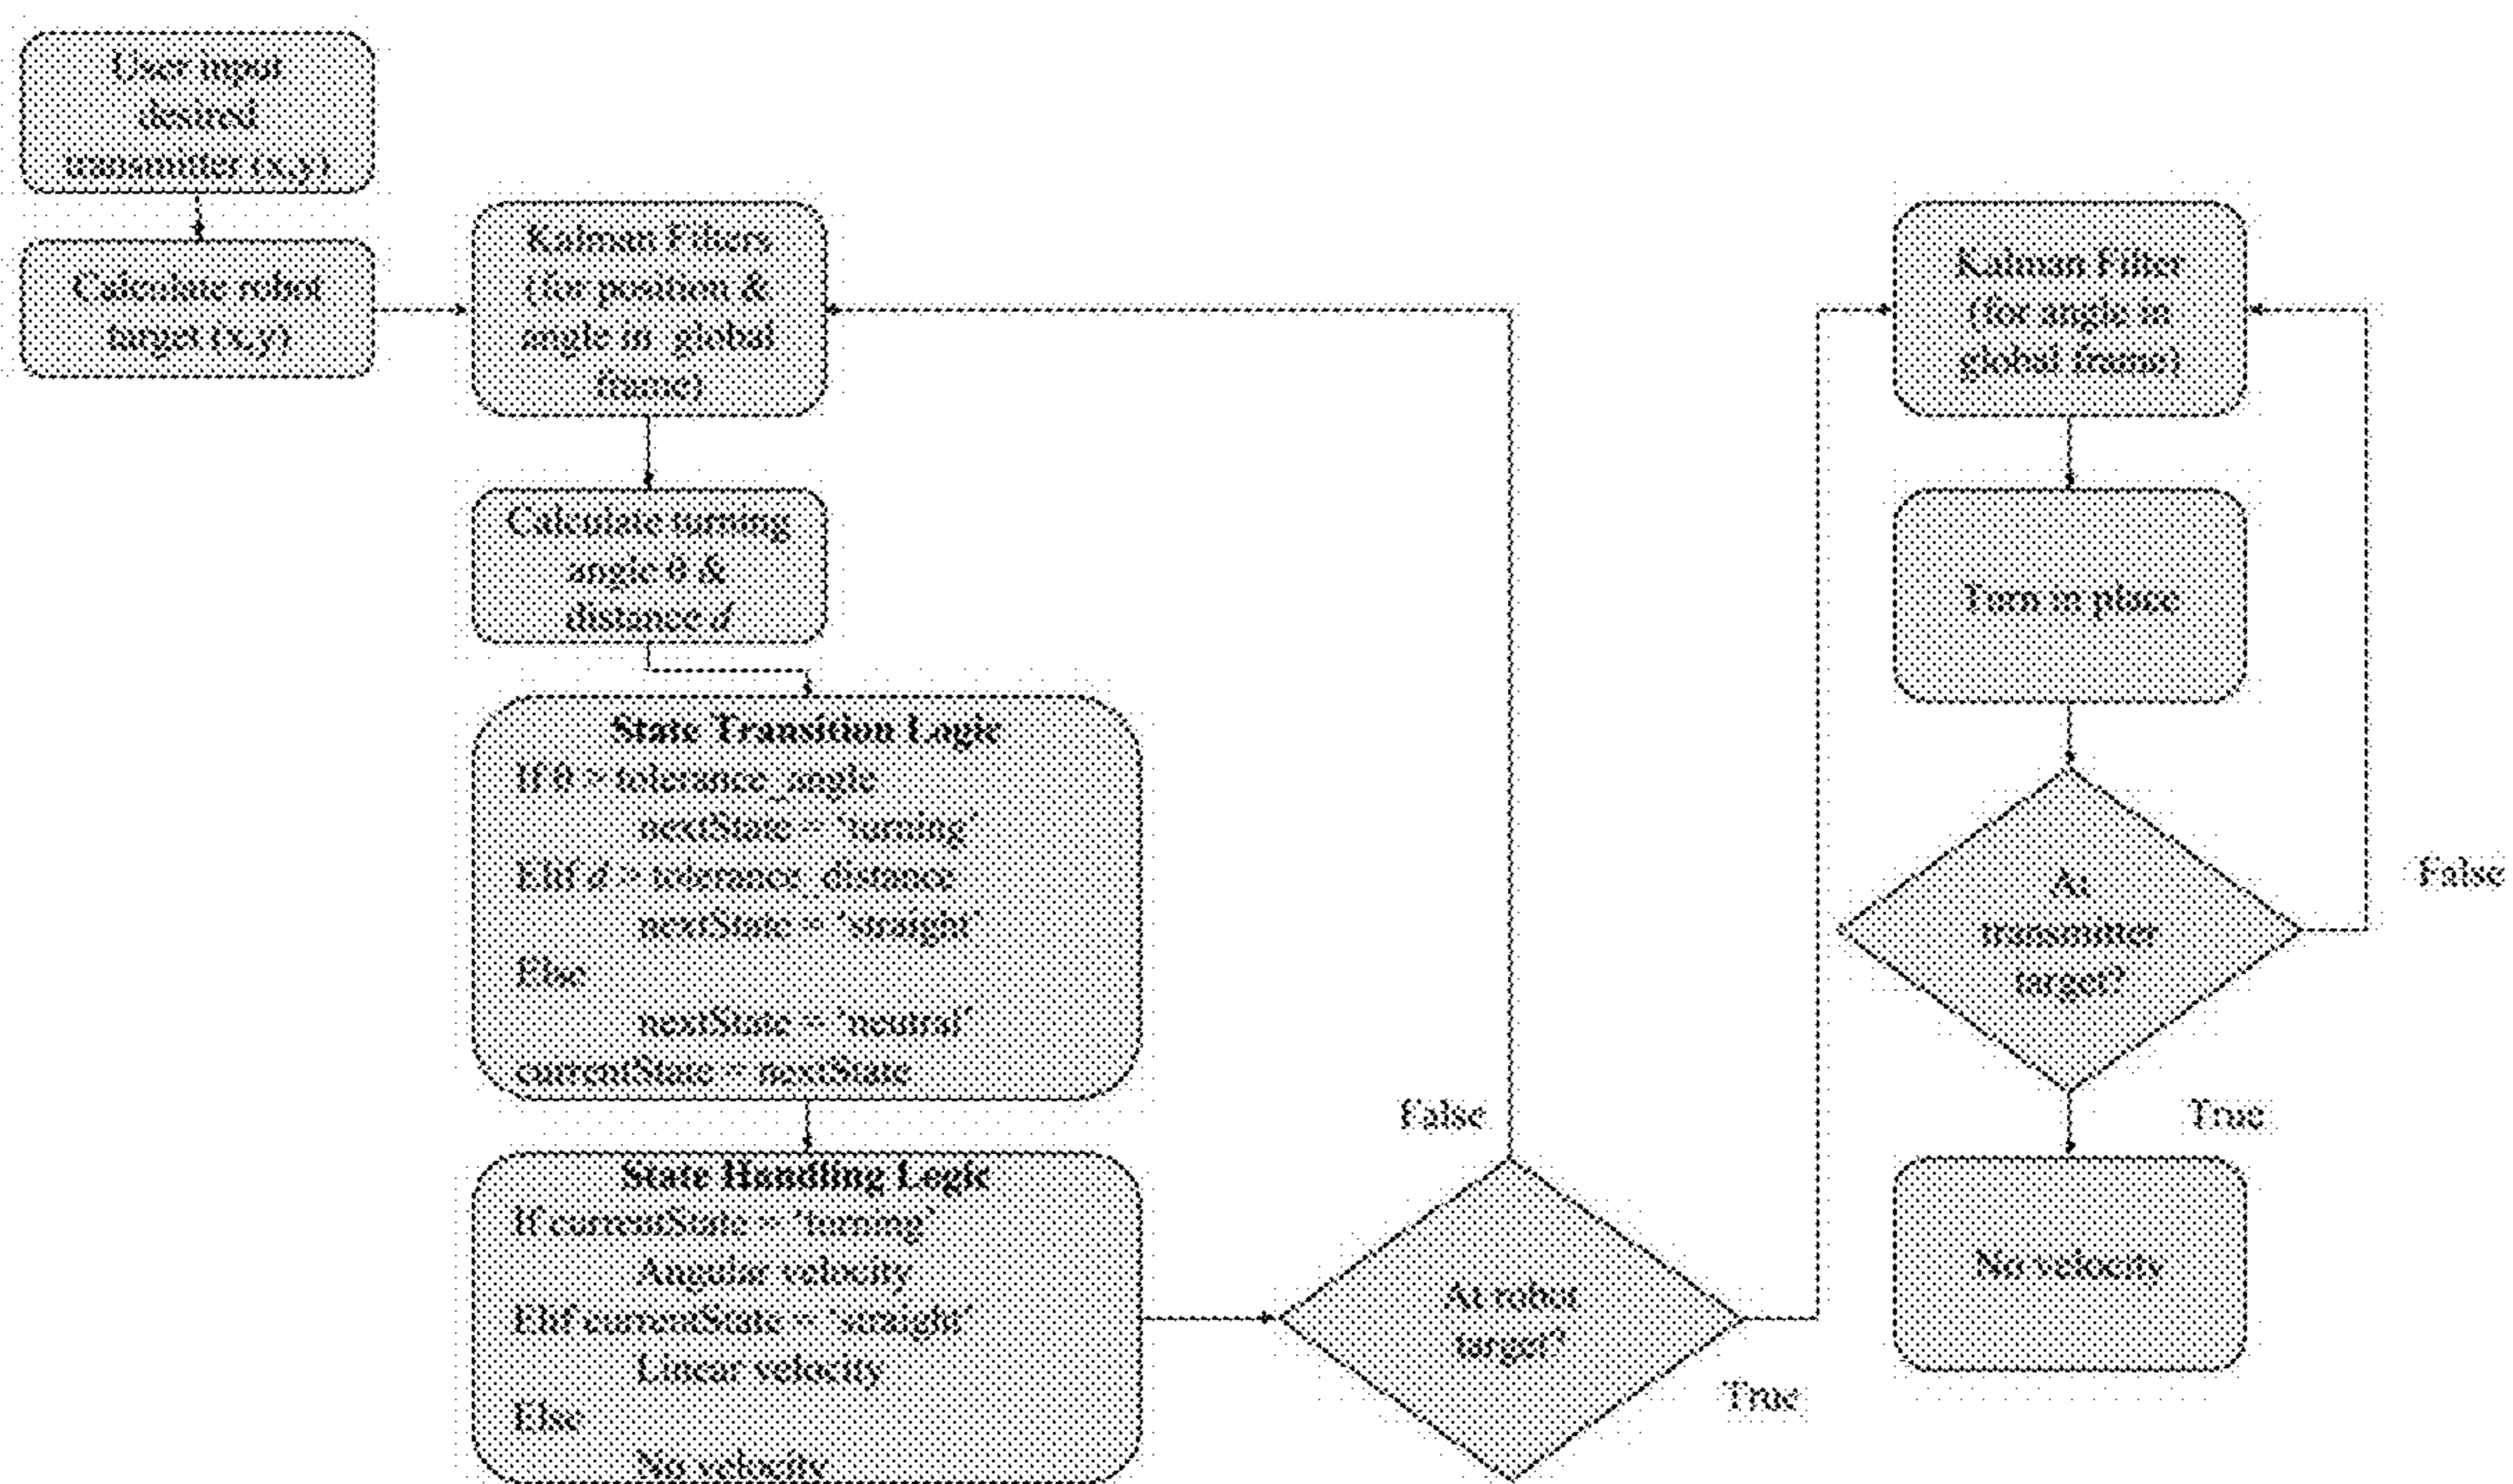 User input
desired
transmitter (x,y)
Calculate robot
target (x,y)
Kalman Filters
(for position &
angle in global
frame)
Calculate turning
angle θ &
distance d
State Transition Logic
If θ > tolerance_angle
nextState = 'turning'
Elif d > tolerance_distance
nextState = 'straight'
Else
nextState = 'neutral'
currentState = nextState
State Handling Logic
If currentState = 'turning'
Angular velocity
Elif currentState = 'straight'
Linear velocity
Else
No velocity
At robot
target?
False
True
Kalman Filter
(for angle in
global frame)
Turn in place
At
transmitter
target?
False
True
No velocity